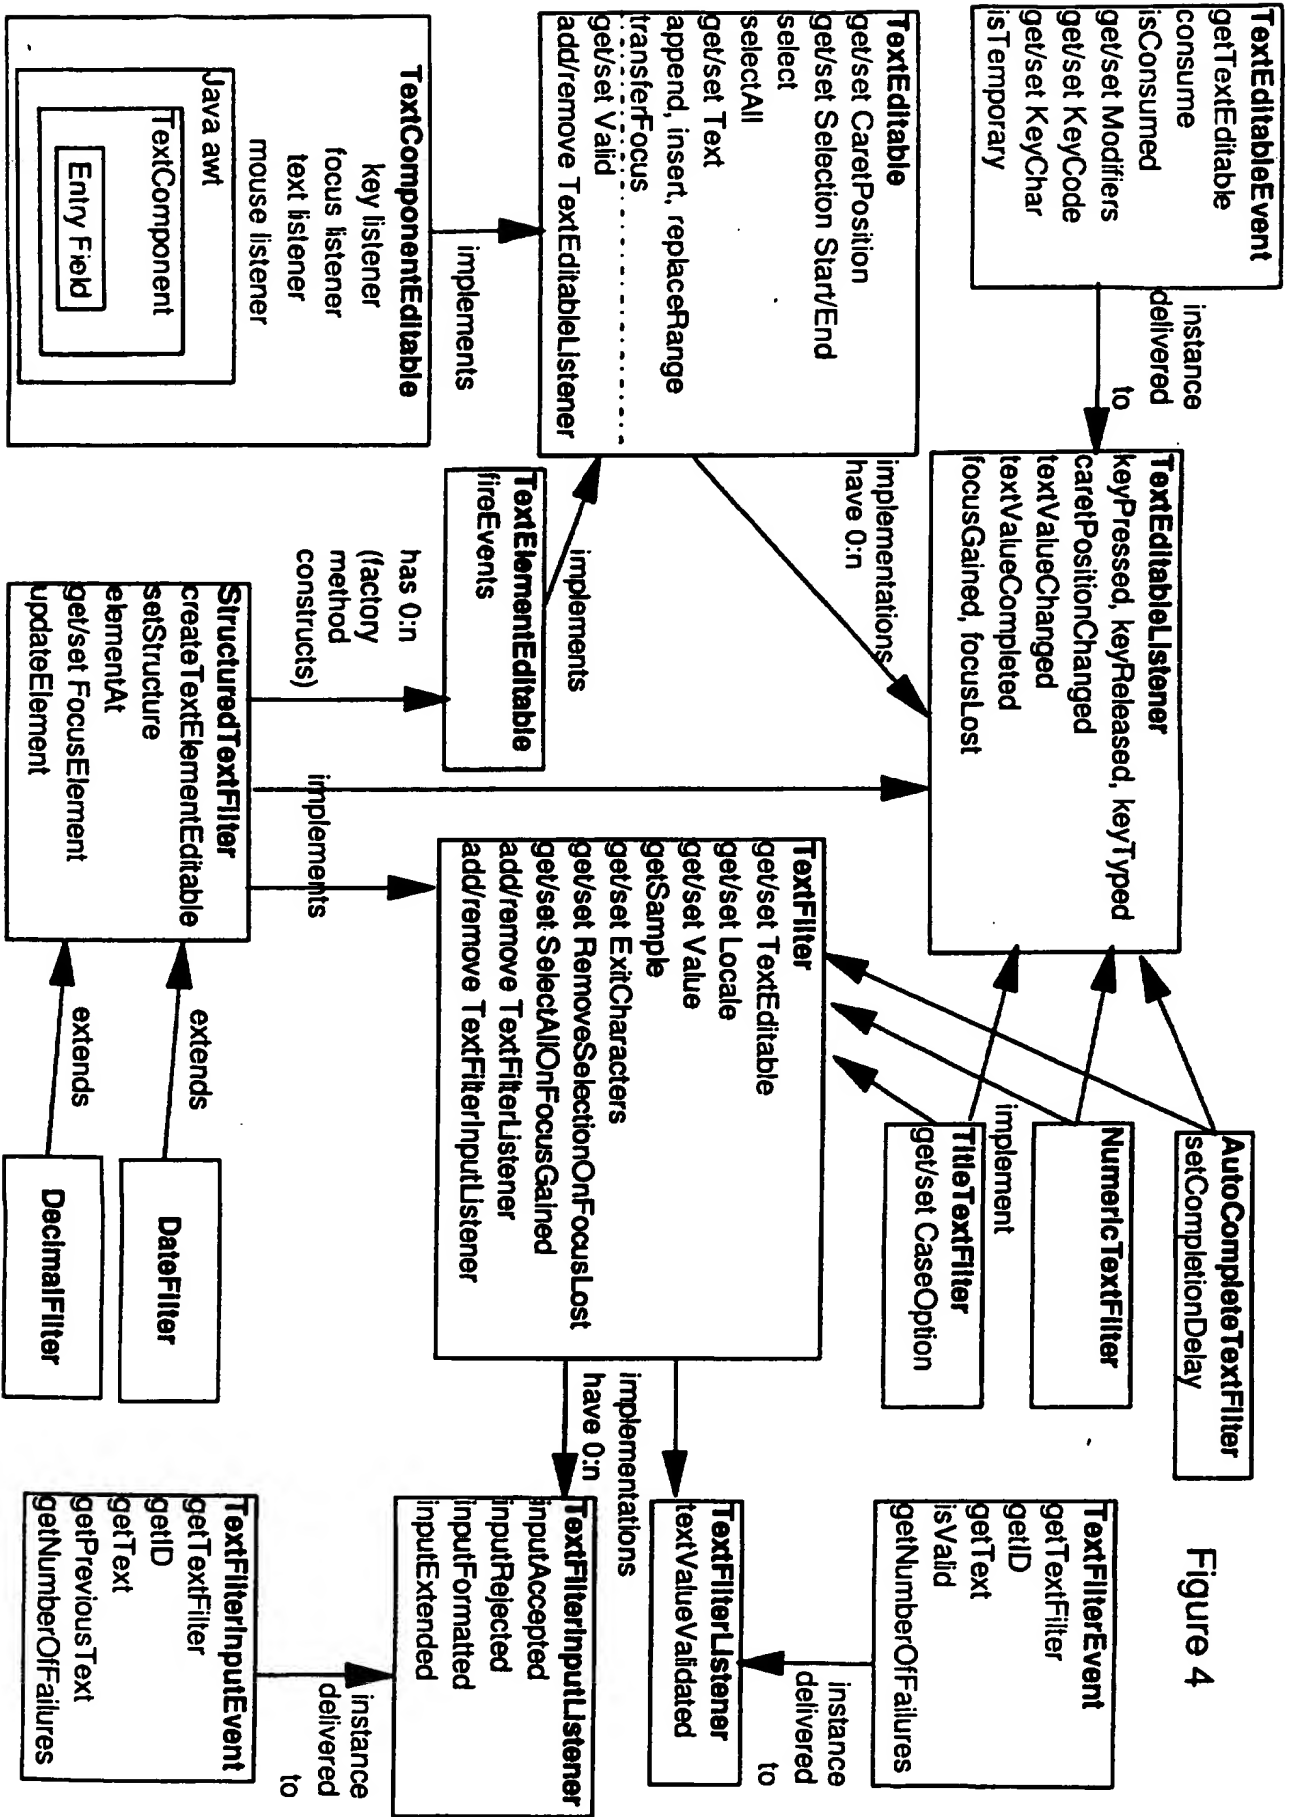 Figure 4
TextEditableEvent
getTextEditable
consume
isConsumed
get/set Modifiers
get/set KeyCode
get/set KeyChar
isTemporary
instance
delivered
to
TextEditableListener
keyPressed, keyReleased, keyTyped
caretPositionChanged
textValueChanged
textValueCompleted
focusGained, focusLost
AutoCompleteTextFilter
setCompletionDelay
NumericTextFilter
TitleTextFilter
get/set CaseOption
implement
TextFilterEvent
getTextFilter
getID
getText
isValid
getNumberOfFailures
instance
delivered
to
TextEditable
get/set CaretPosition
get/set Selection Start/End
select
selectAll
get/set Text
append, insert, replaceRange
transferFocus
get/set Valid
add/remove TextEditableListener
implementations
have 0:n
TextFilter
get/set TextEditable
get/set Locale
get/set Value
getSample
get/set ExitCharacters
get/set RemoveSelectionOnFocusLost
get/set SelectAllOnFocusGained
add/remove TextFilterListener
add/remove TextFilterInputListener
implementations
have 0:n
TextFilterListener
textValueValidated
TextFilterInputListener
inputAccepted
inputRejected
inputFormatted
inputExtended
implements
TextElementEditable
fireEvents
implements
has 0:n
(factory
method
constructs)
implements
instance
delivered
to
TextComponentEditable
key listener
focus listener
text listener
mouse listener
Java awt
TextComponent
Entry Field
StructuredTextFilter
createTextElementEditable
setStructure
elementAt
get/set FocusElement
updateElement
extends
extends
DateFilter
DecimalFilter
TextFilterInputEvent
getTextFilter
getID
getText
getPreviousText
getNumberOfFailures